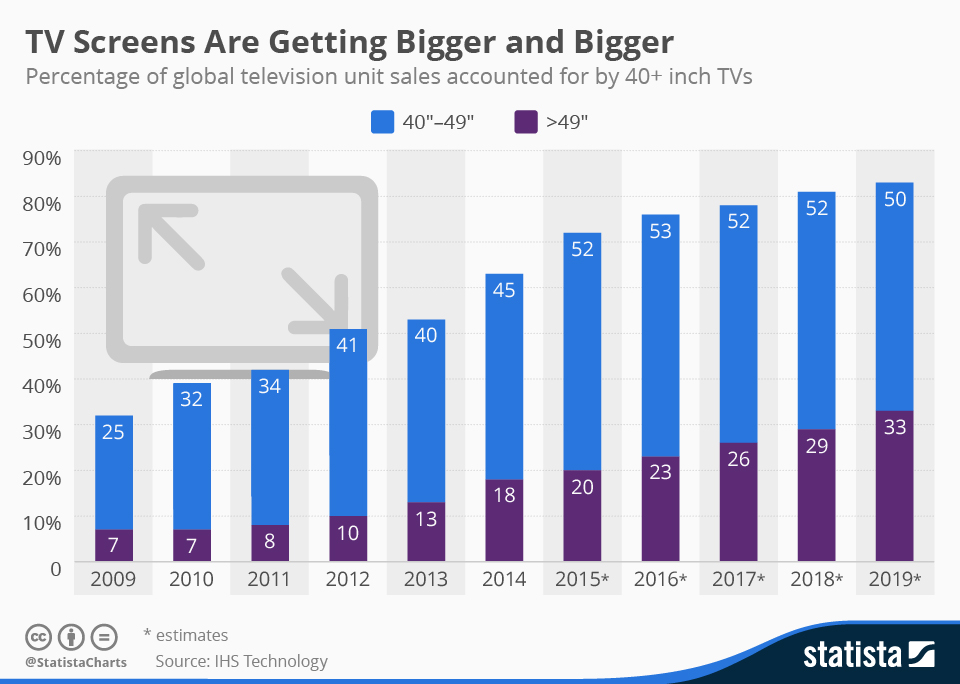 TV Screens Are Getting Bigger and Bigger
Percentage of global television unit sales accounted for by 40+ inch TVs
40"–49" >49"
90%
80%
70%
60%
50%
40%
30%
20%
10%
0
25 32 34 41 40 45 52 53 52 52 50
7 7 8 10 13 18 20 23 26 29 33
2009 2010 2011 2012 2013 2014 2015* 2016* 2017* 2018* 2019*
cc =
* estimates
@StatistaCharts Source: IHS Technology
statista